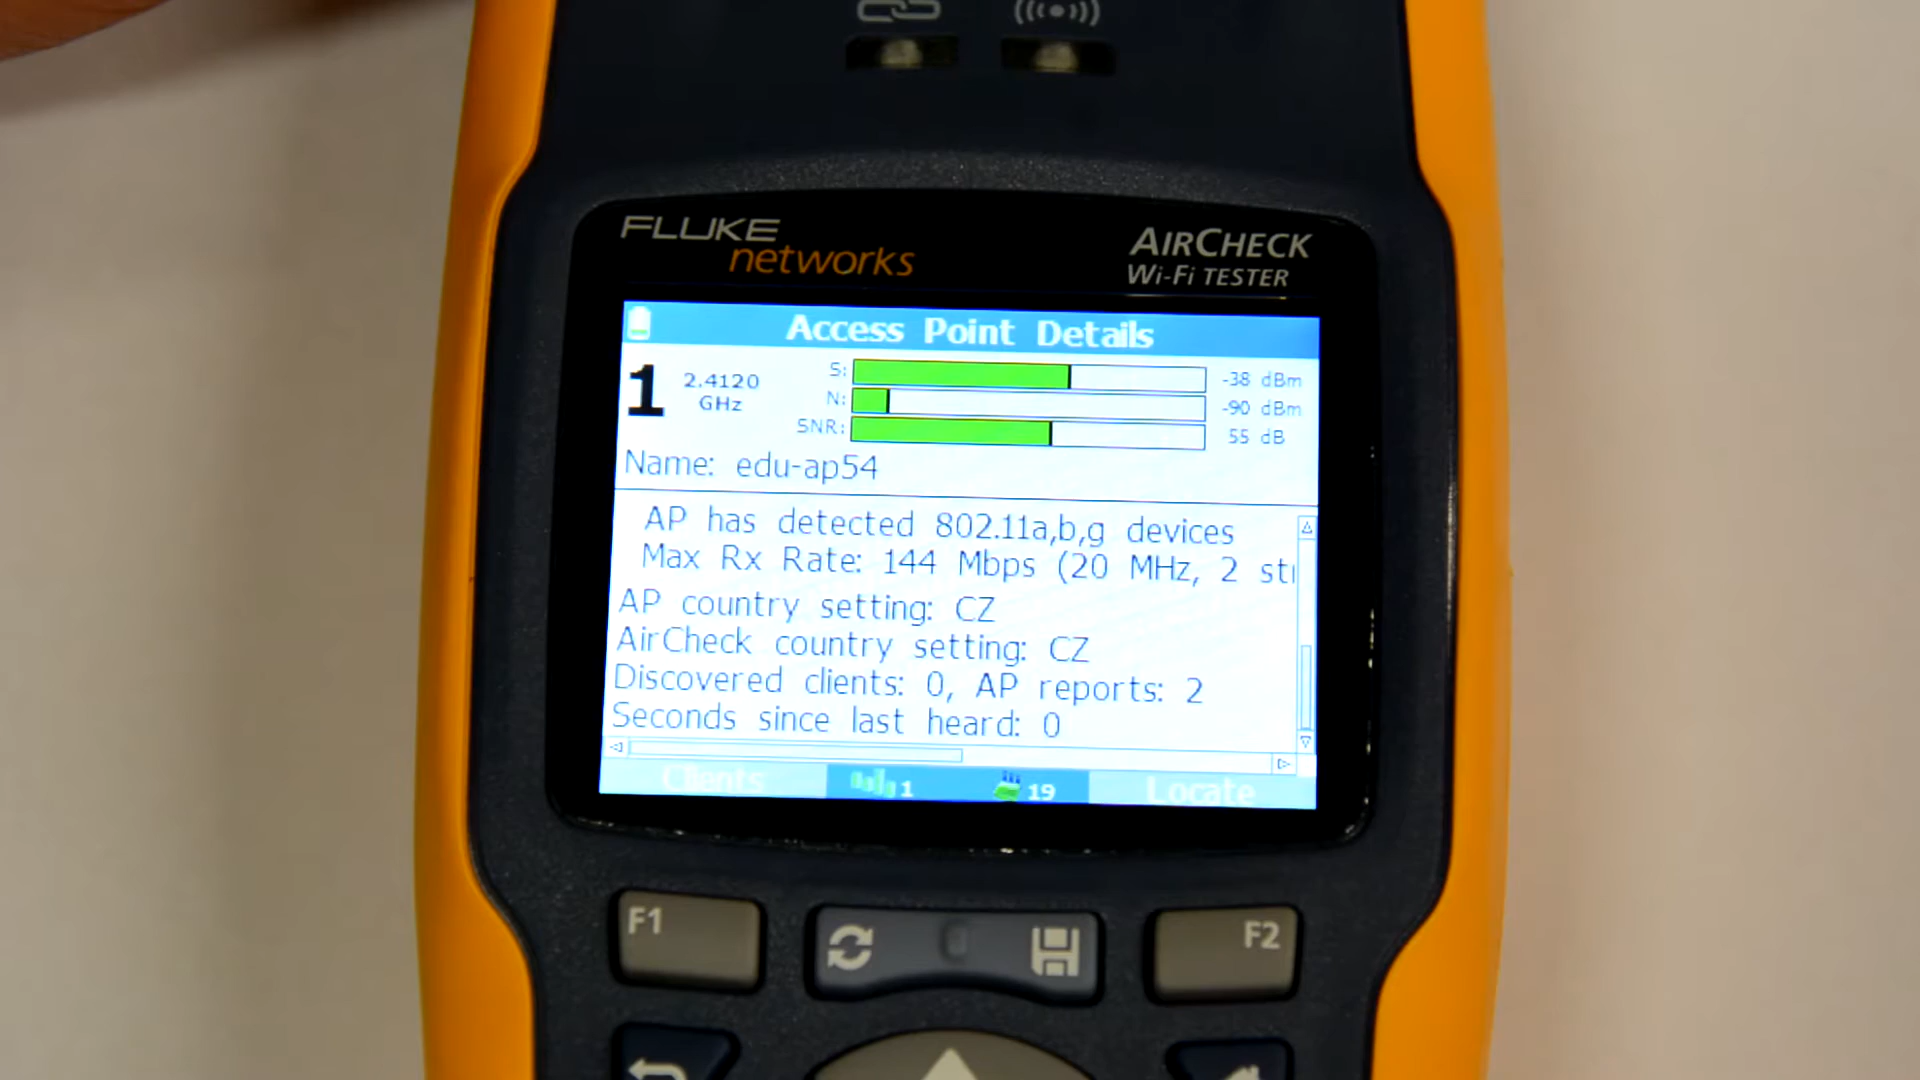 FLUKE
networks
AIRCHECK
Wi-Fi TESTER
Access Point Details
1
2.4120
GHz
S:
-38 dBm
N:
-90 dBm
SNR:
55 dB
Name: edu-ap54
AP has detected 802.11a,b,g devices
Max Rx Rate: 144 Mbps (20 MHz, 2 str
AP country setting: CZ
AirCheck country setting: CZ
Discovered clients: 0, AP reports: 2
Seconds since last heard: 0
Clients
1
19
Locate
F1
F2